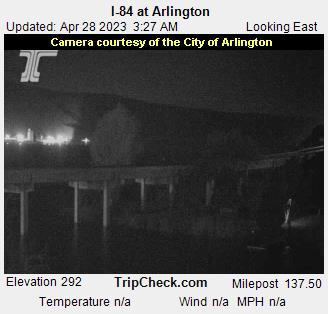 I-84 at Arlington
Updated: Apr 28 2023 3:27 AM Looking East
Camera courtesy of the City of Arlington
Elevation 292 TripCheck.com Milepost 137.50
Temperature n/a Wind n/a MPH n/a